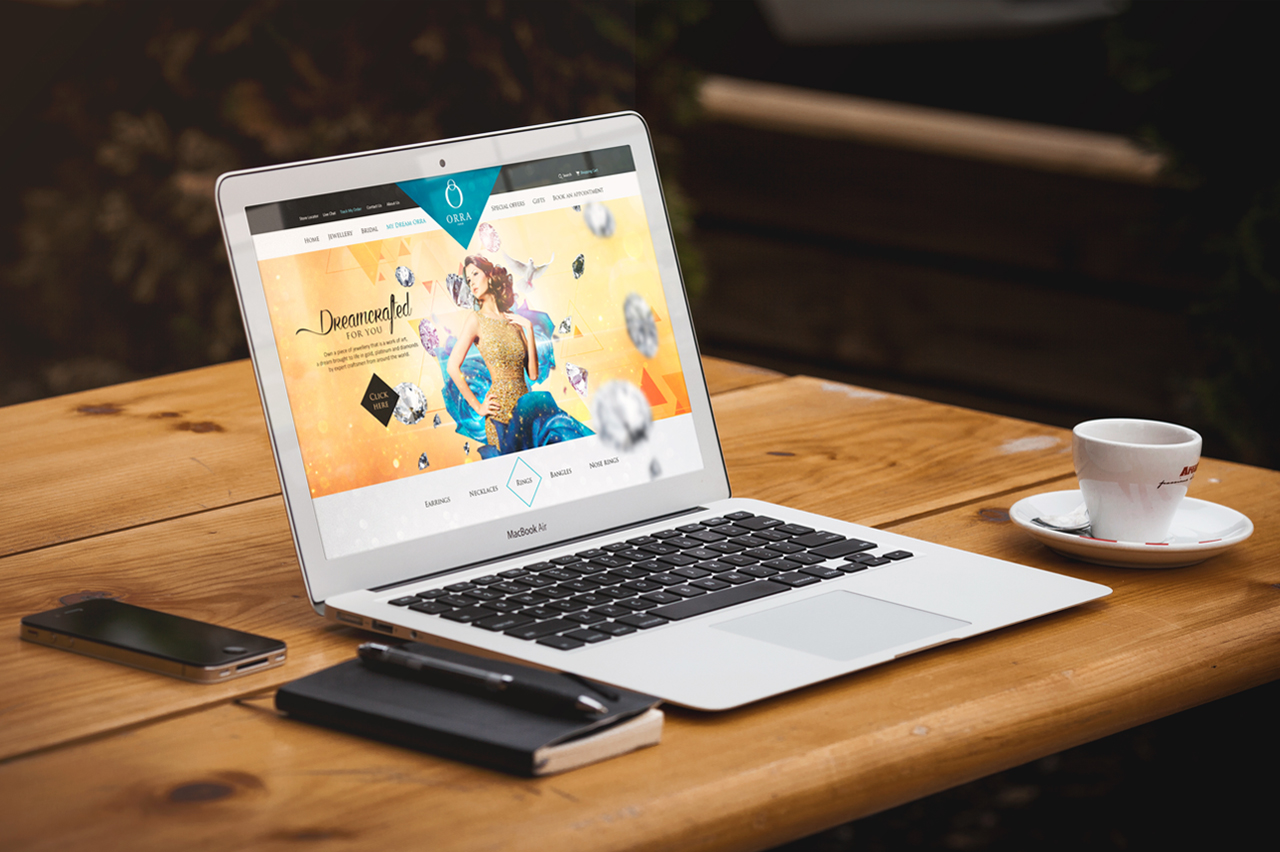 Store Locator Live Chat Track My Order Contact Us About Us
Search Shopping Cart
ORRA
HOME JEWELLERY BRIDAL MY DREAM ORRA
SPECIAL OFFERS GIFTS BOOK AN APPOINTMENT
Dreamcrafted
FOR YOU
Own a piece of jewellery that is a work of art,
a dream brought to life in gold, platinum and diamonds
by expert craftsmen from around the world.
CLICK
HERE
EARRINGS NECKLACES RINGS BANGLES NOSE RINGS
MacBook Air